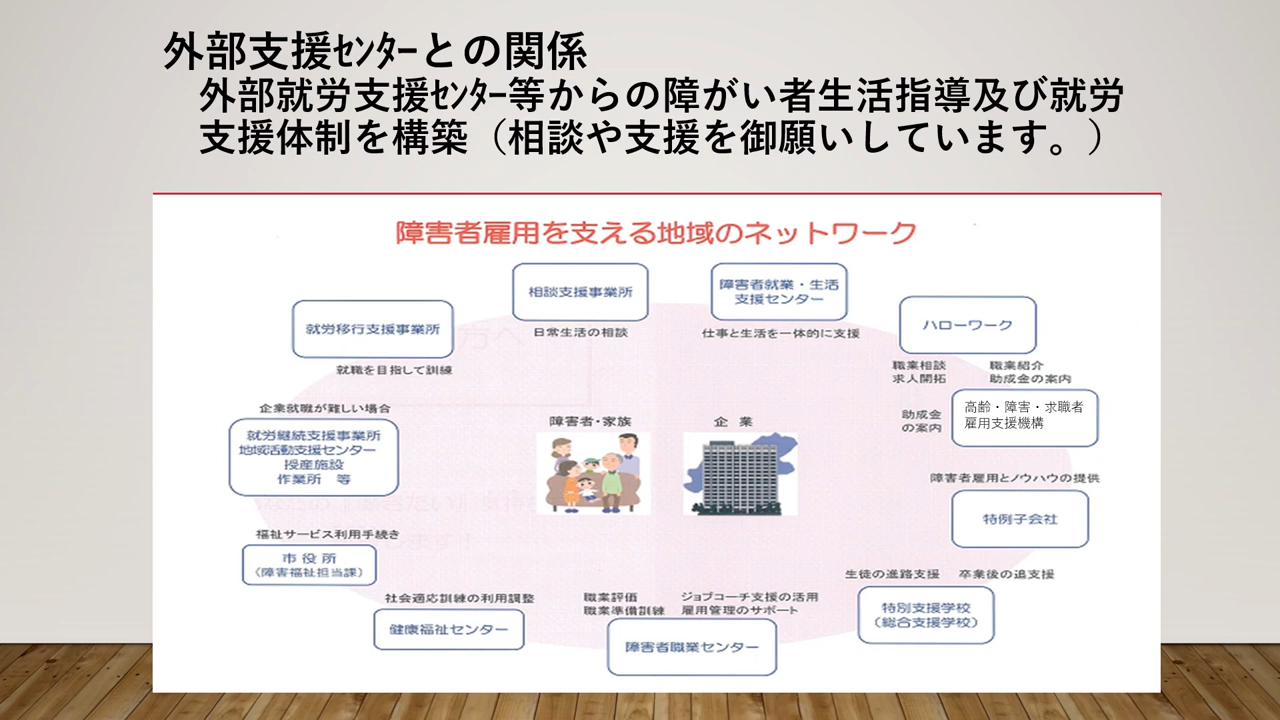 外部支援ｾﾝﾀｰとの関係
外部就労支援ｾﾝﾀｰ等からの障がい者生活指導及び就労
支援体制を構築（相談や支援を御願いしています。）
障害者雇用を支える地域のネットワーク
相談支援事業所
日常生活の相談
障害者就業・生活
支援センター
仕事と生活を一体的に支援
就労移行支援事業所
就職を目指して訓練
ハローワーク
職業相談
求人開拓
職業紹介
助成金の案内
企業就職が難しい場合
就労継続支援事業所
地域活動支援センター
授産施設
作業所　等
障害者・家族
企　業
助成金
の案内
高齢・障害・求職者
雇用支援機構
障害者雇用とノウハウの提供
特例子会社
福祉サービス利用手続き
市 役 所
（障害福祉担当課）
社会適応訓練の利用調整
健康福祉センター
職業評価
職業準備訓練
ジョブコーチ支援の活用
雇用管理のサポート
障害者職業センター
生徒の進路支援
卒業後の追支援
特別支援学校
（総合支援学校）